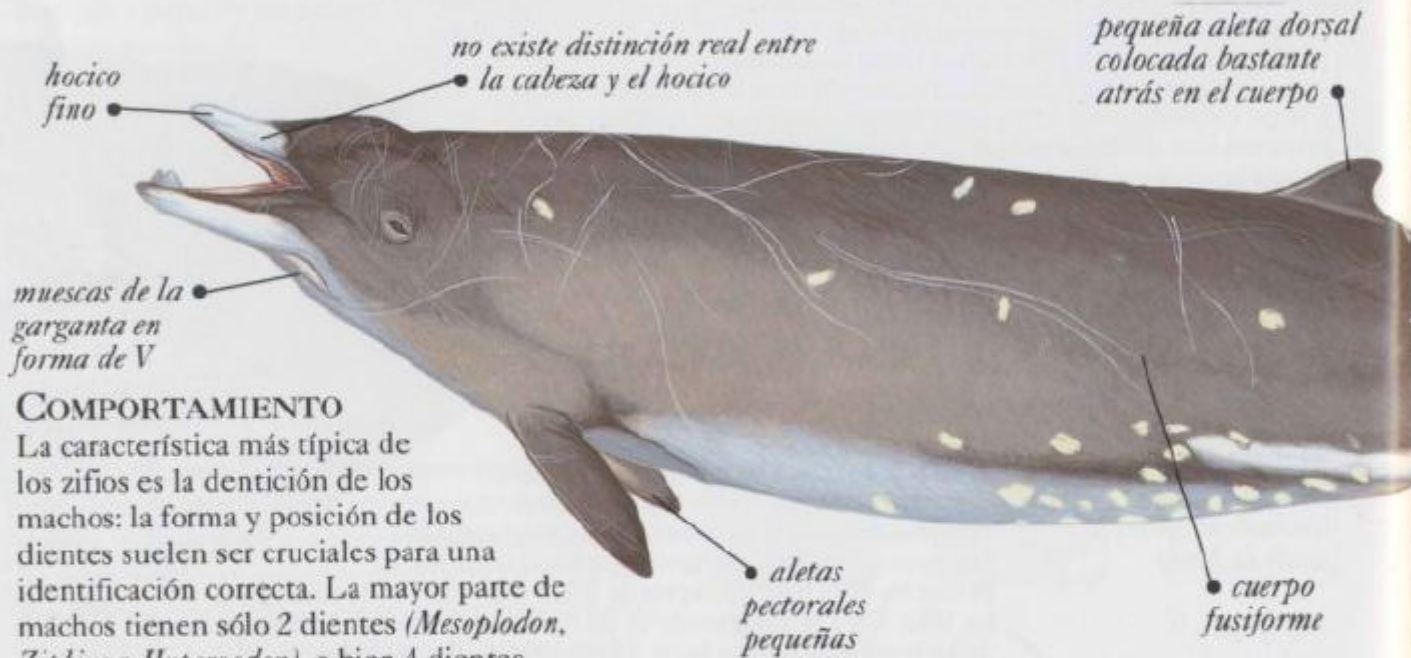 hocico
fino
no existe distinción real entre
la cabeza y el hocico
pequeña aleta dorsal
colocada bastante
atrás en el cuerpo
muescas de la
garganta en
forma de V
COMPORTAMIENTO
La característica más típica de
los zifios es la dentición de los
machos: la forma y posición de los
dientes suelen ser cruciales para una
identificación correcta. La mayor parte de
machos tienen sólo 2 dientes (Mesoplodon,
o bien 4 dientes
aletas
pectorales
pequeñas
cuerpo
fusiforme